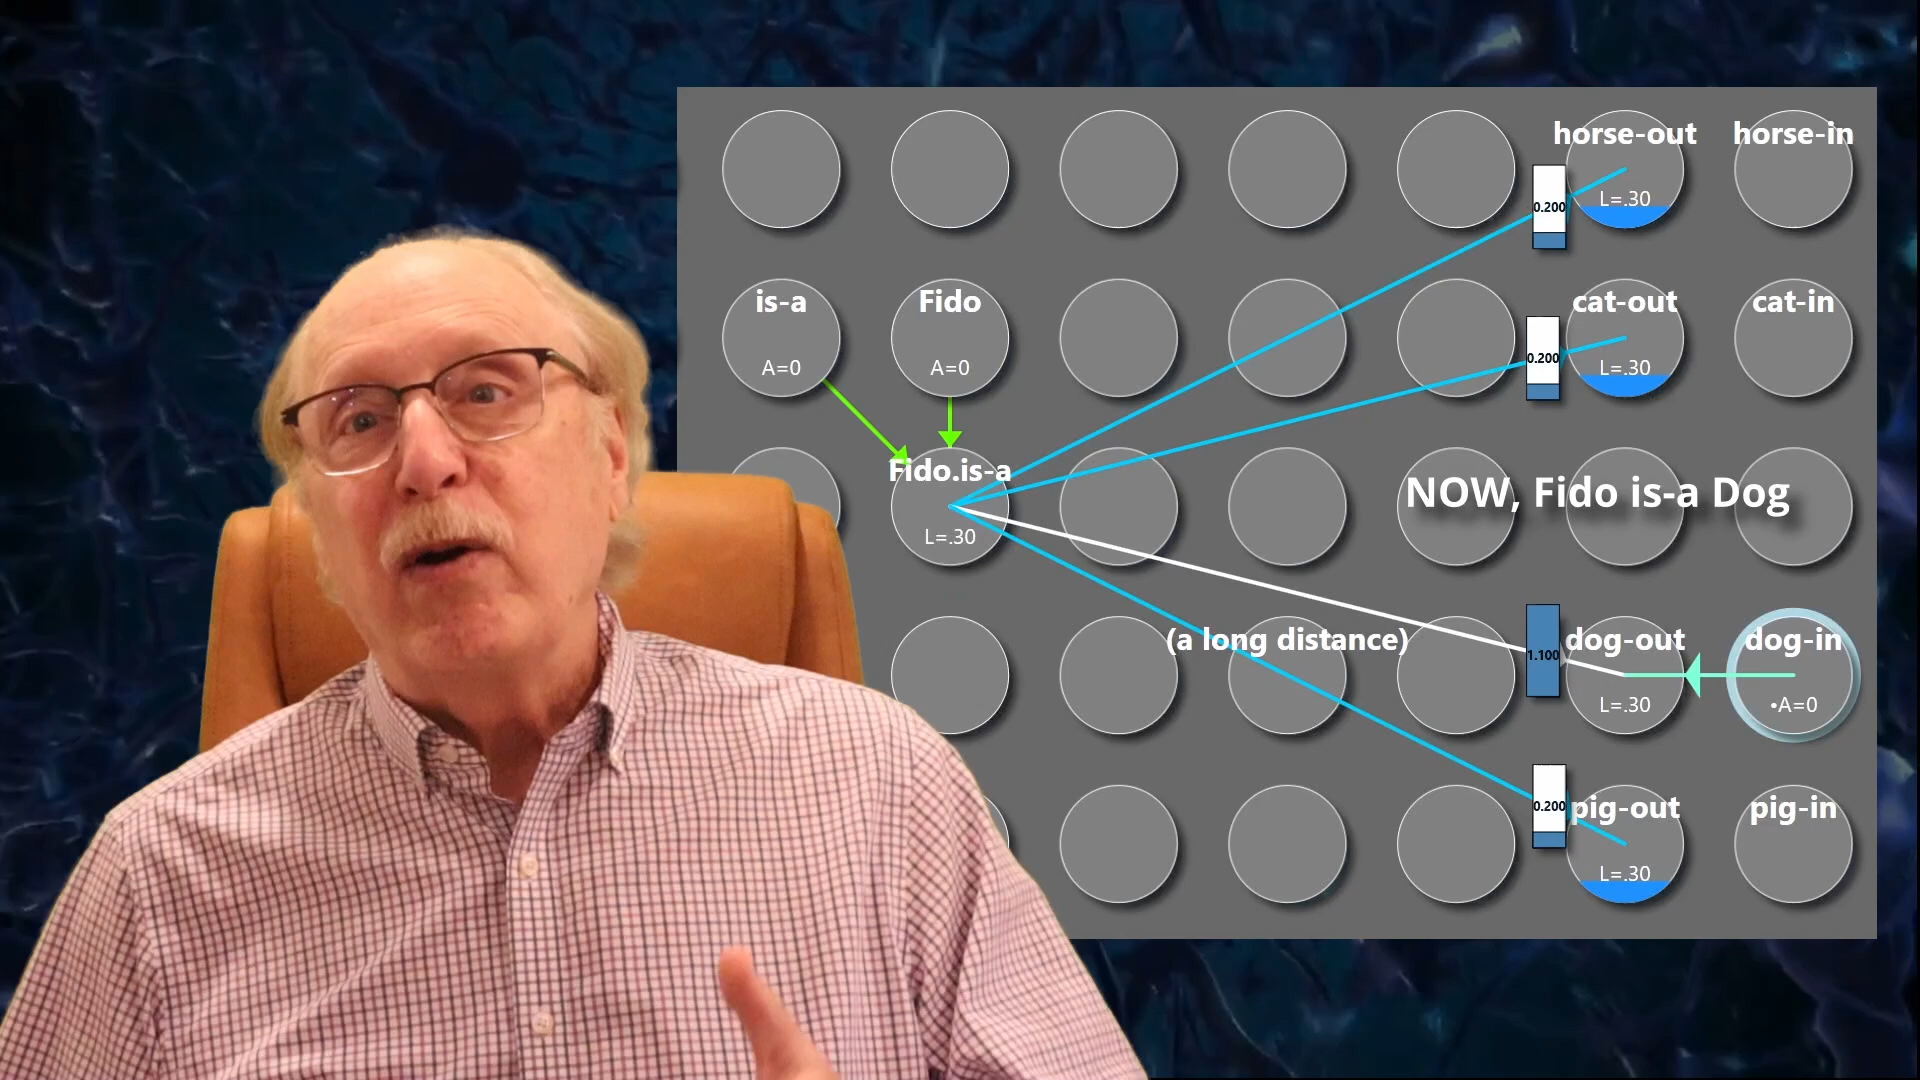 horse-out
horse-in
L=.30
0.200
is-a
Fido
cat-out
cat-in
A=0
A=0
0.200
L=.30
Fido.is-a
NOW, Fido is-a Dog
L=.30
(a long distance)
dog-out
dog-in
1.100
L=.30
•A=0
0.200
pig-out
pig-in
L=.30